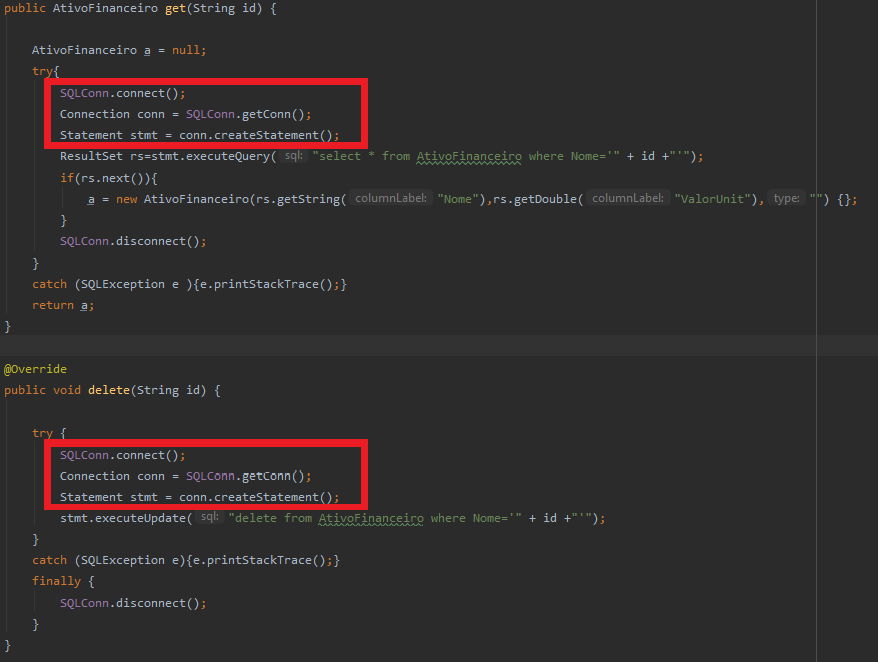 public AtivoFinanceiro get(String id) {
AtivoFinanceiro a = null;
try{
SQLConn.connect();
Connection conn = SQLConn.getConn();
Statement stmt = conn.createStatement();
ResultSet rs=stmt.executeQuery( sql: "select * from AtivoFinanceiro where Nome='" + id +"'");
if(rs.next()){
a = new AtivoFinanceiro(rs.getString( columnLabel: "Nome"),rs.getDouble( columnLabel: "ValorUnit"), type: "") {};
}
SQLConn.disconnect();
}
catch (SQLException e ){e.printStackTrace();}
return a;
}
@Override
public void delete(String id) {
try {
SQLConn.connect();
Connection conn = SQLConn.getConn();
Statement stmt = conn.createStatement();
stmt.executeUpdate( sql: "delete from AtivoFinanceiro where Nome='" + id +"'");
}
catch (SQLException e){e.printStackTrace();}
finally {
SQLConn.disconnect();
}
}